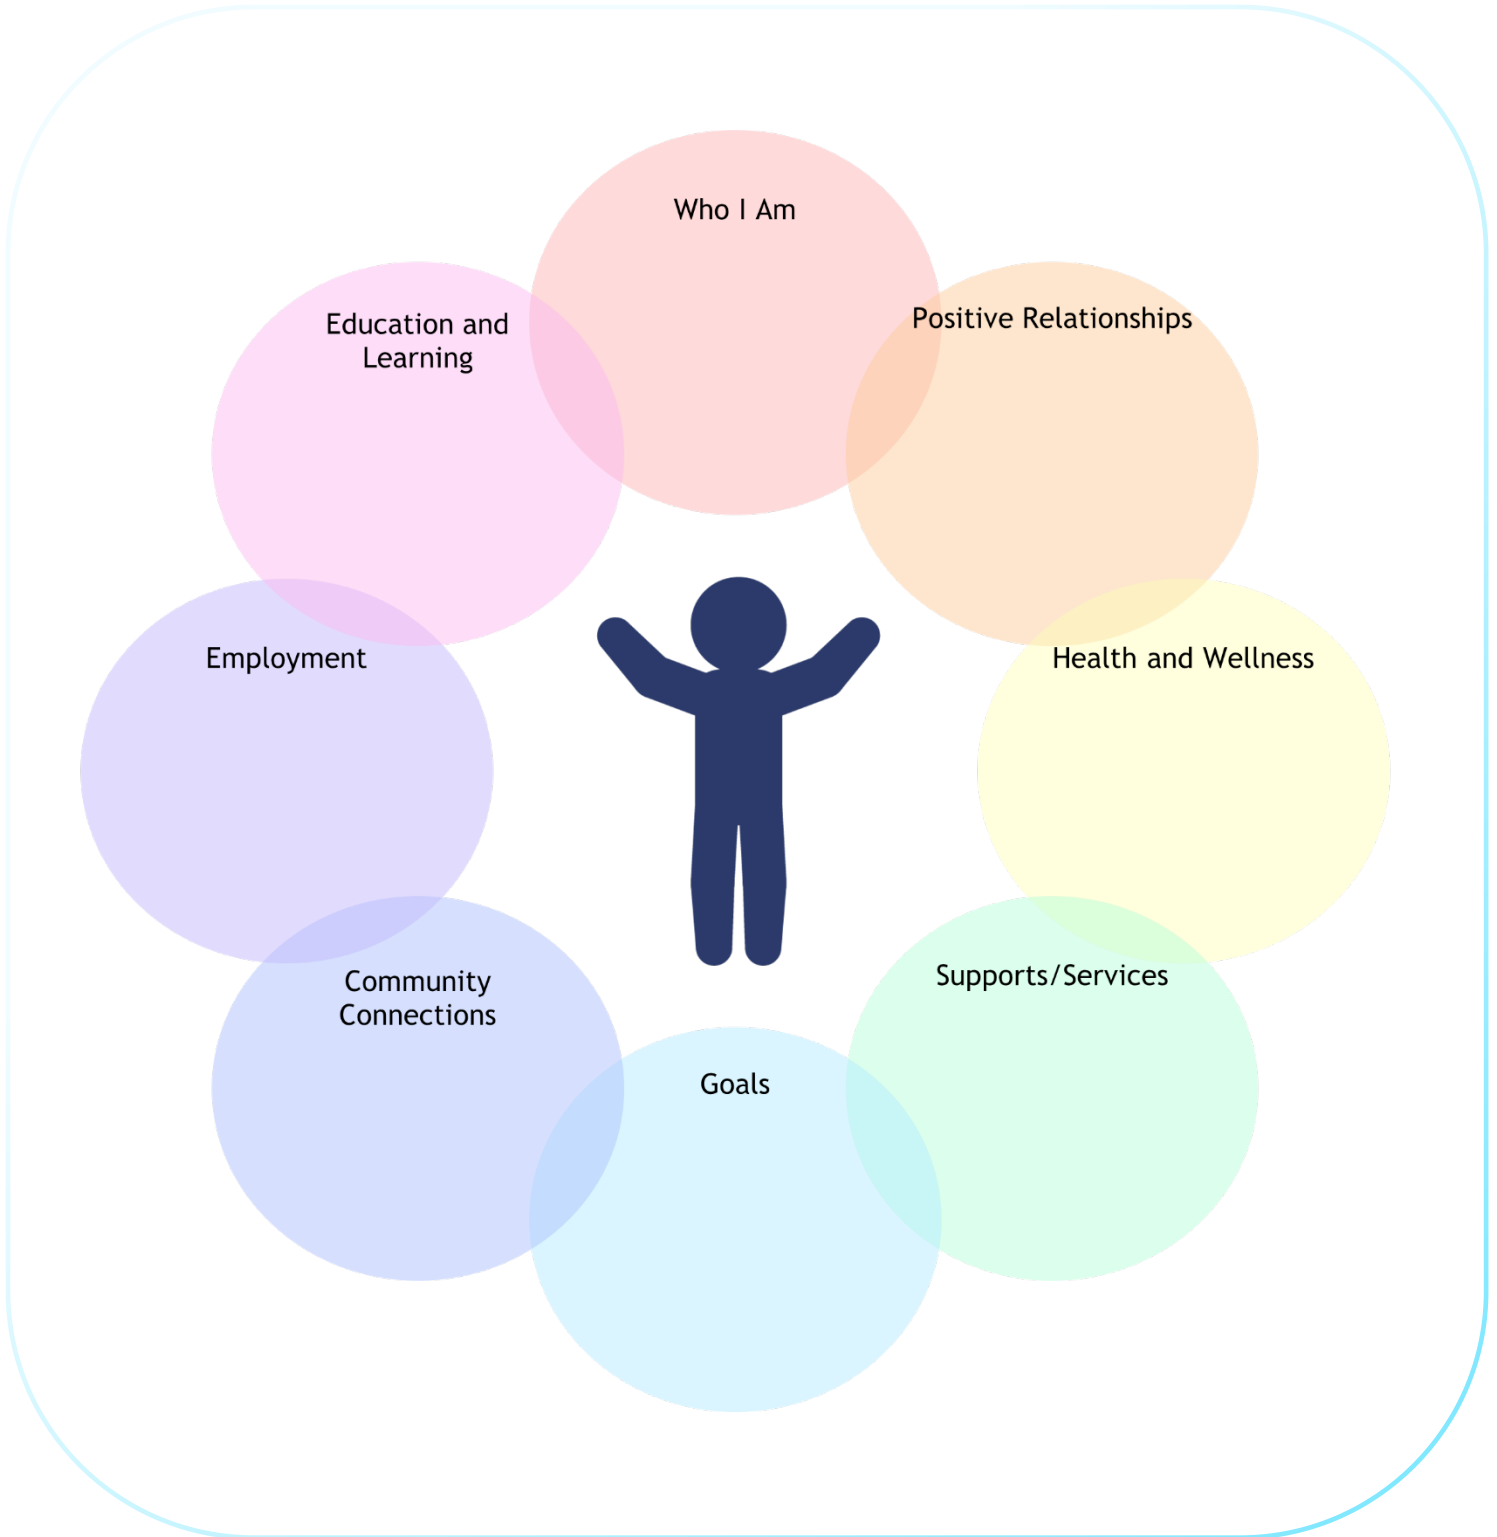 Who I Am
Education and
Learning
Positive Relationships
Employment
Health and Wellness
Community
Connections
Supports/Services
Goals